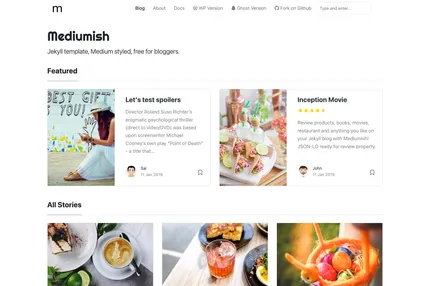 m
Blog About Docs WP Version Ghost Version Fork on Github Type and enter...
Mediumish
Jekyll template, Medium styled, free for bloggers.
Featured
BEST GIFT
Let's test spoilers
Director Roland Suso Richter's
enigmatic psychological thriller
(direct to video/DVD) was based
upon screenwriter Michael
Cooney's own play, "Point of Death"
- a title that...
Sal
11 Jan 2018
Inception Movie
Review products, books, movies,
restaurant and anything you like on
your Jekyll blog with Mediumish!
JSON-LD ready for review property.
John
11 Jan 2018
All Stories